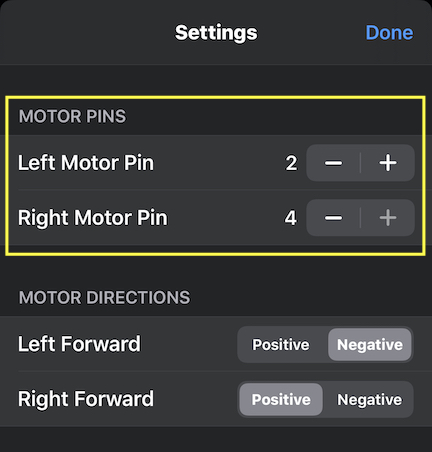 Settings Done
MOTOR PINS
Left Motor Pin 2 − +
Right Motor Pin 4 − +
MOTOR DIRECTIONS
Left Forward Positive Negative
Right Forward Positive Negative